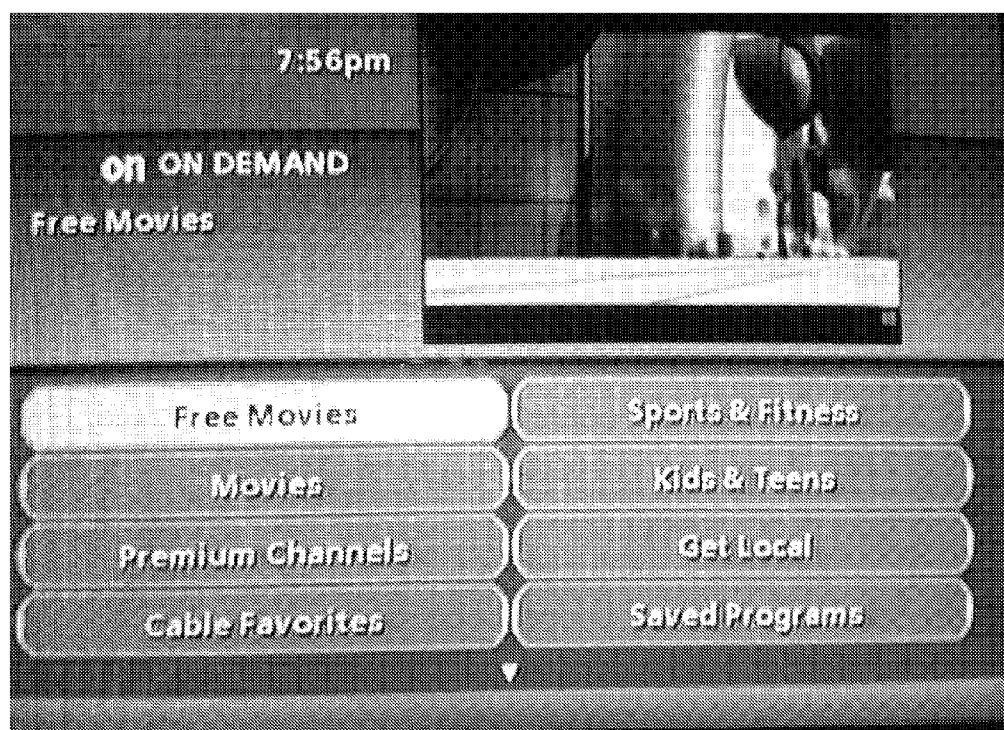 7:56pm
on ON DEMAND
Free Movies
Free Movies
Sports & Fitness
Movies
Kids & Teens
Premium Channels
Get Local
Cable Favorites
Saved Programs